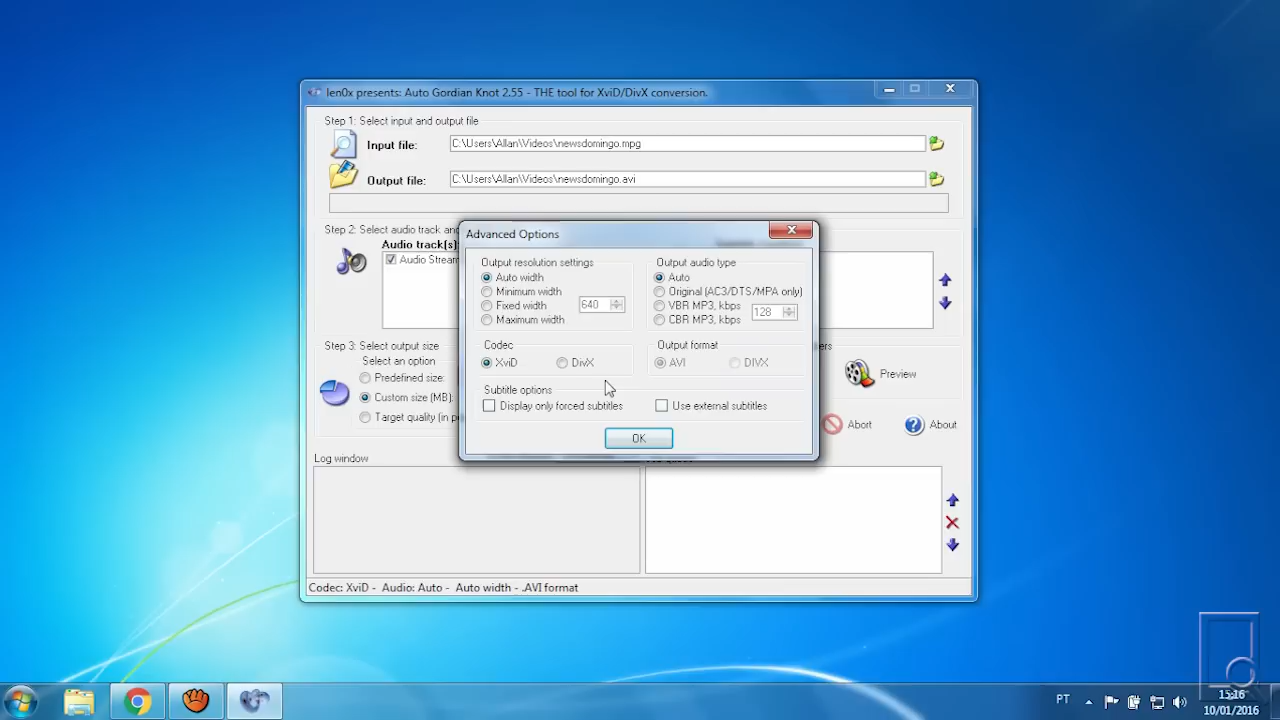 len0x presents: Auto Gordian Knot 2.55 - THE tool for XviD/DivX conversion.
Step 1: Select input and output file
Input file: C:\Users\Allan\Videos\newsdomingo.mpg
Output file: C:\Users\Allan\Videos\newsdomingo.avi
Step 2: Select audio track and
Audio track(s):
Audio Stream
Advanced Options
Output resolution settings
Auto width
Minimum width
Fixed width 640
Maximum width
Output audio type
Auto
Original (AC3/DTS/MPA only)
VBR MP3, kbps 128
CBR MP3, kbps
Codec
XviD DivX
Output format
AVI DIVX
Subtitle options
Display only forced subtitles Use external subtitles
OK
Step 3: Select output size
Select an option
Predefined size:
Custom size (MB):
Target quality (in pe
ers
Preview
Abort About
Log window
Codec: XviD - Audio: Auto - Auto width - .AVI format
PT 15:16
10/01/2016